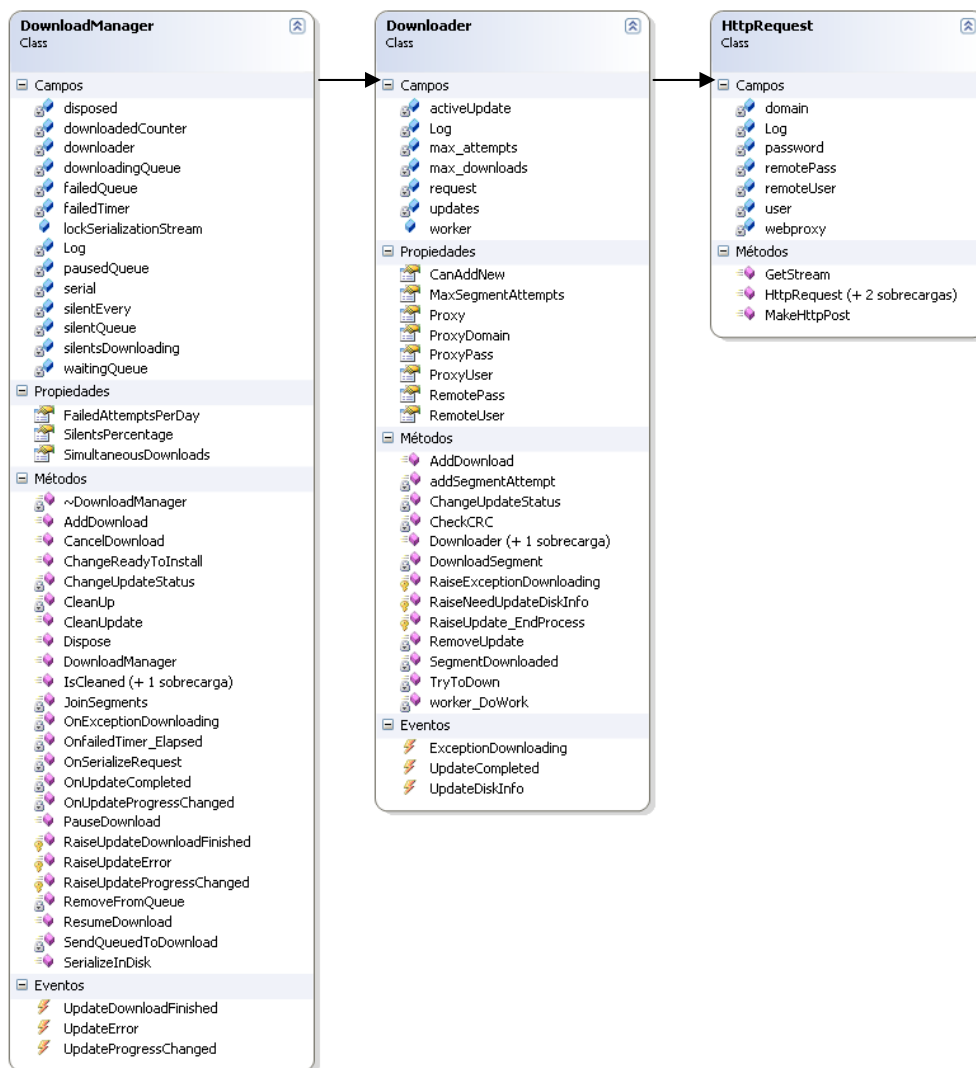 DownloadManager
Class
Campos
disposed
downloadedCounter
downloader
downloadingQueue
failedQueue
failedTimer
lockSerializationStream
Log
pausedQueue
serial
silentEvery
silentQueue
silentsDownloading
waitingQueue
Propiedades
FailedAttemptsPerDay
SilentsPercentage
SimultaneousDownloads
Métodos
~DownloadManager
AddDownload
CancelDownload
ChangeReadyToInstall
ChangeUpdateStatus
CleanUp
CleanUpdate
Dispose
DownloadManager
IsCleaned (+ 1 sobrecarga)
JoinSegments
OnExceptionDownloading
OnfailedTimer_Elapsed
OnSerializeRequest
OnUpdateCompleted
OnUpdateProgressChanged
PauseDownload
RaiseUpdateDownloadFinished
RaiseUpdateError
RaiseUpdateProgressChanged
RemoveFromQueue
ResumeDownload
SendQueuedToDownload
SerializeInDisk
Eventos
UpdateDownloadFinished
UpdateError
UpdateProgressChanged
Downloader
Class
Campos
activeUpdate
Log
max_attempts
max_downloads
request
updates
worker
Propiedades
CanAddNew
MaxSegmentAttempts
Proxy
ProxyDomain
ProxyPass
ProxyUser
RemotePass
RemoteUser
Métodos
AddDownload
addSegmentAttempt
ChangeUpdateStatus
CheckCRC
Downloader (+ 1 sobrecarga)
DownloadSegment
RaiseExceptionDownloading
RaiseNeedUpdateDiskInfo
RaiseUpdate_EndProcess
RemoveUpdate
SegmentDownloaded
TryToDown
worker_DoWork
Eventos
ExceptionDownloading
UpdateCompleted
UpdateDiskInfo
HttpRequest
Class
Campos
domain
Log
password
remotePass
remoteUser
user
webproxy
Métodos
GetStream
HttpRequest (+ 2 sobrecargas)
MakeHttpPost